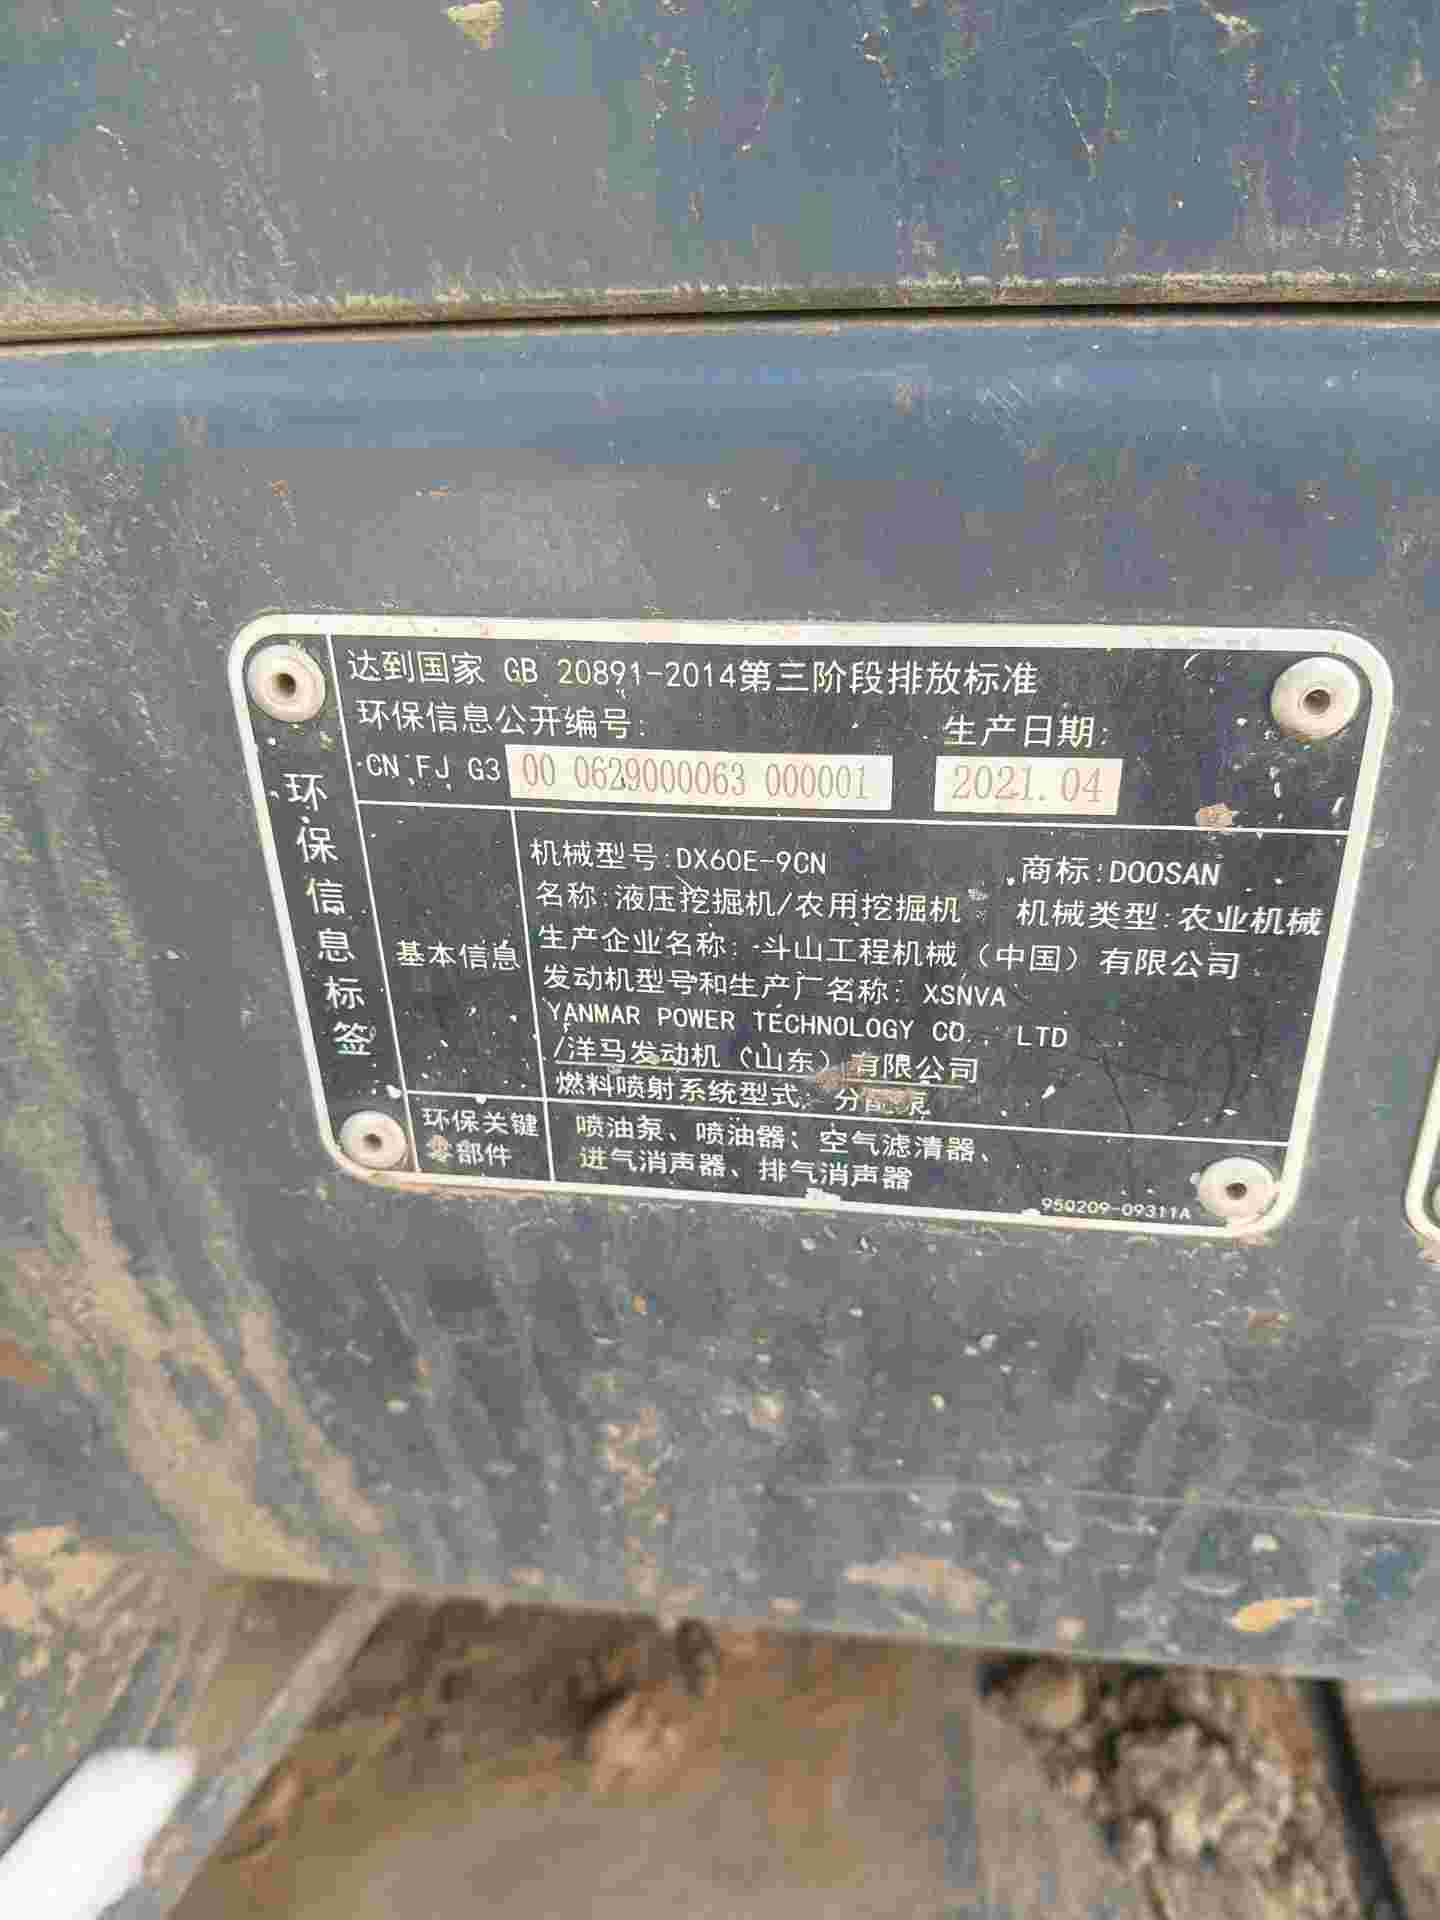 达到国家 GB 20891-2014第三阶段排放标准
环保信息公开编号: 生产日期:
CN FJ G3 00 0629000063 000001 2021.04
环保信息标签
基本信息
机械型号:DX60E-9CN 商标:DOOSAN
名称:液压挖掘机/农用挖掘机 机械类型:农业机械
生产企业名称: 斗山工程机械（中国）有限公司
发动机型号和生产厂名称: XSNVA
YANMAR POWER TECHNOLOGY CO., LTD
/洋马发动机（山东）有限公司
燃料喷射系统型式: 分配泵
环保关键
零部件
喷油泵、喷油器、空气滤清器、
进气消声器、排气消声器
950209-09311A